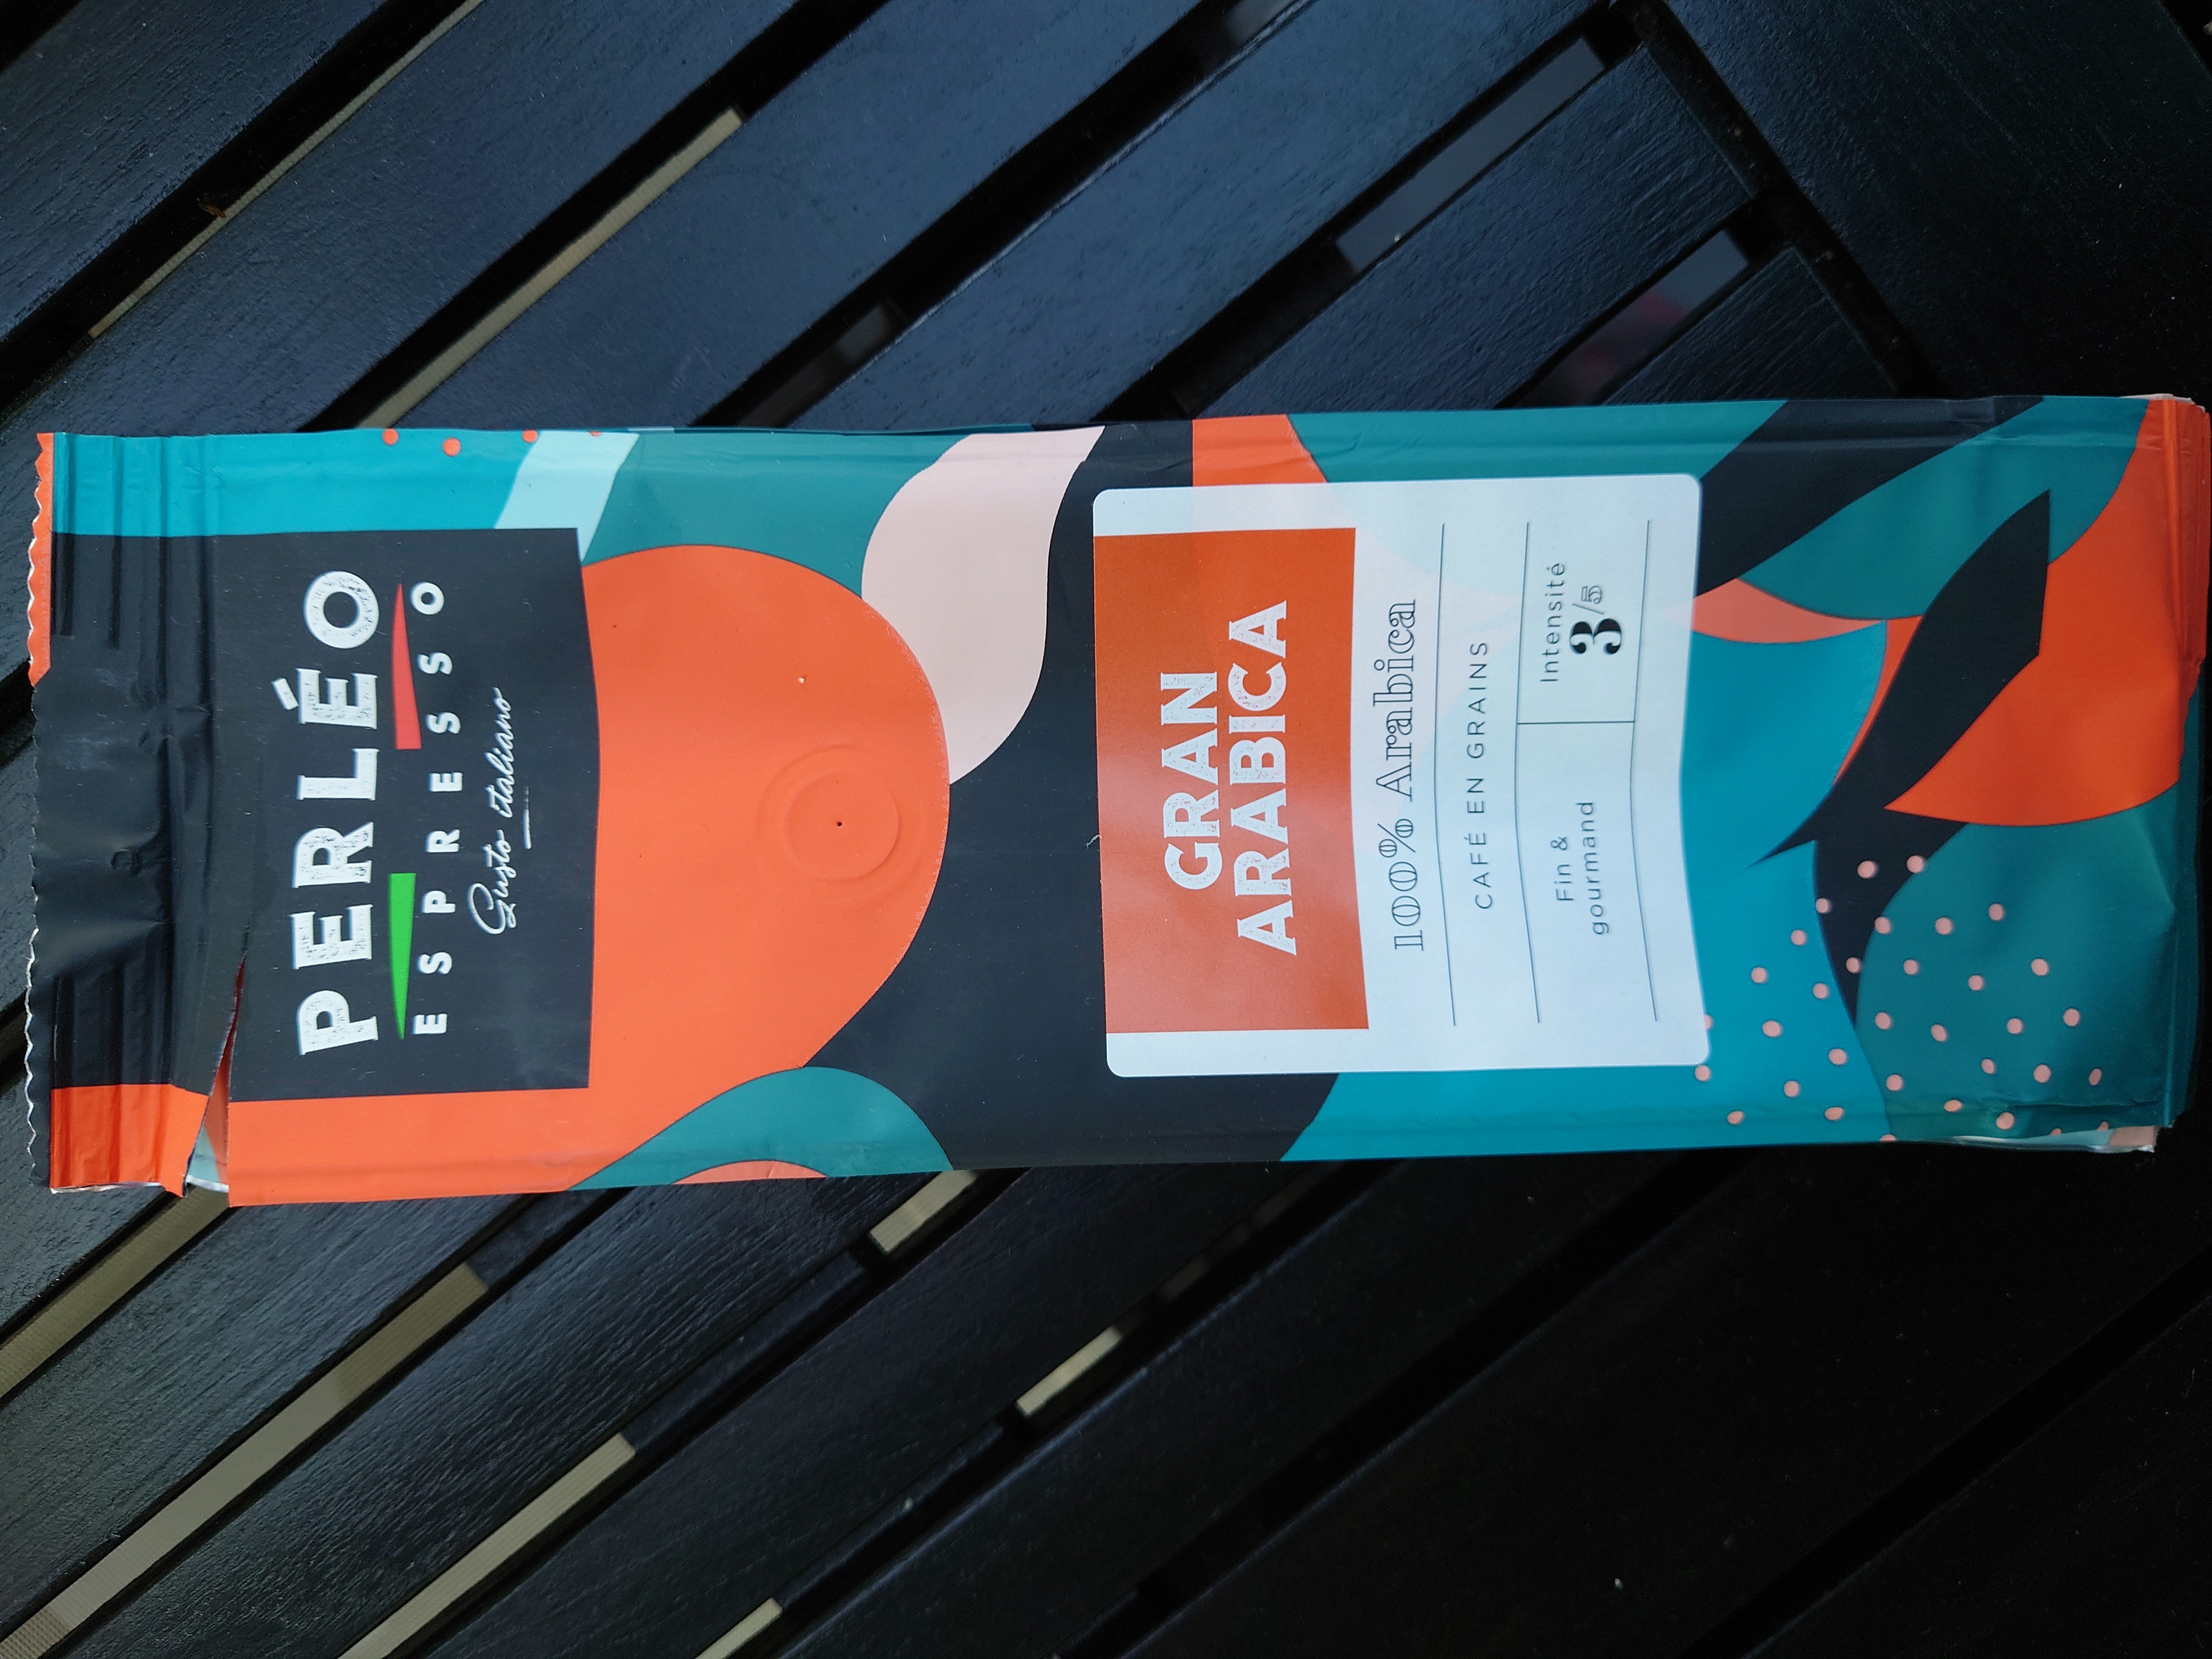 PERLÉO
ESPRESSO
Gusto italiano
GRAN
ARABICA
100% Arabica
CAFÉ EN GRAINS
Fin &
gourmand
Intensité
3/5